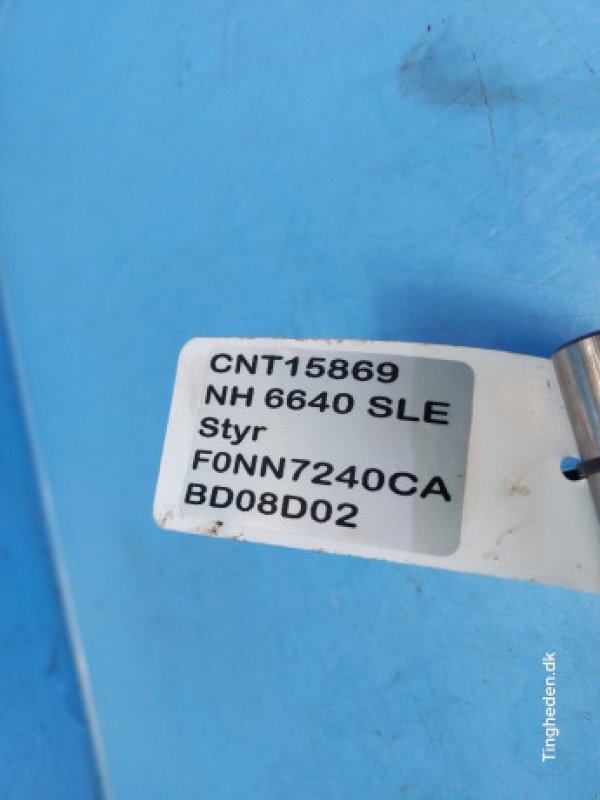 CNT15869
NH 6640 SLE
Styr
F0NN7240CA
BD08D02
Tingheden.dk